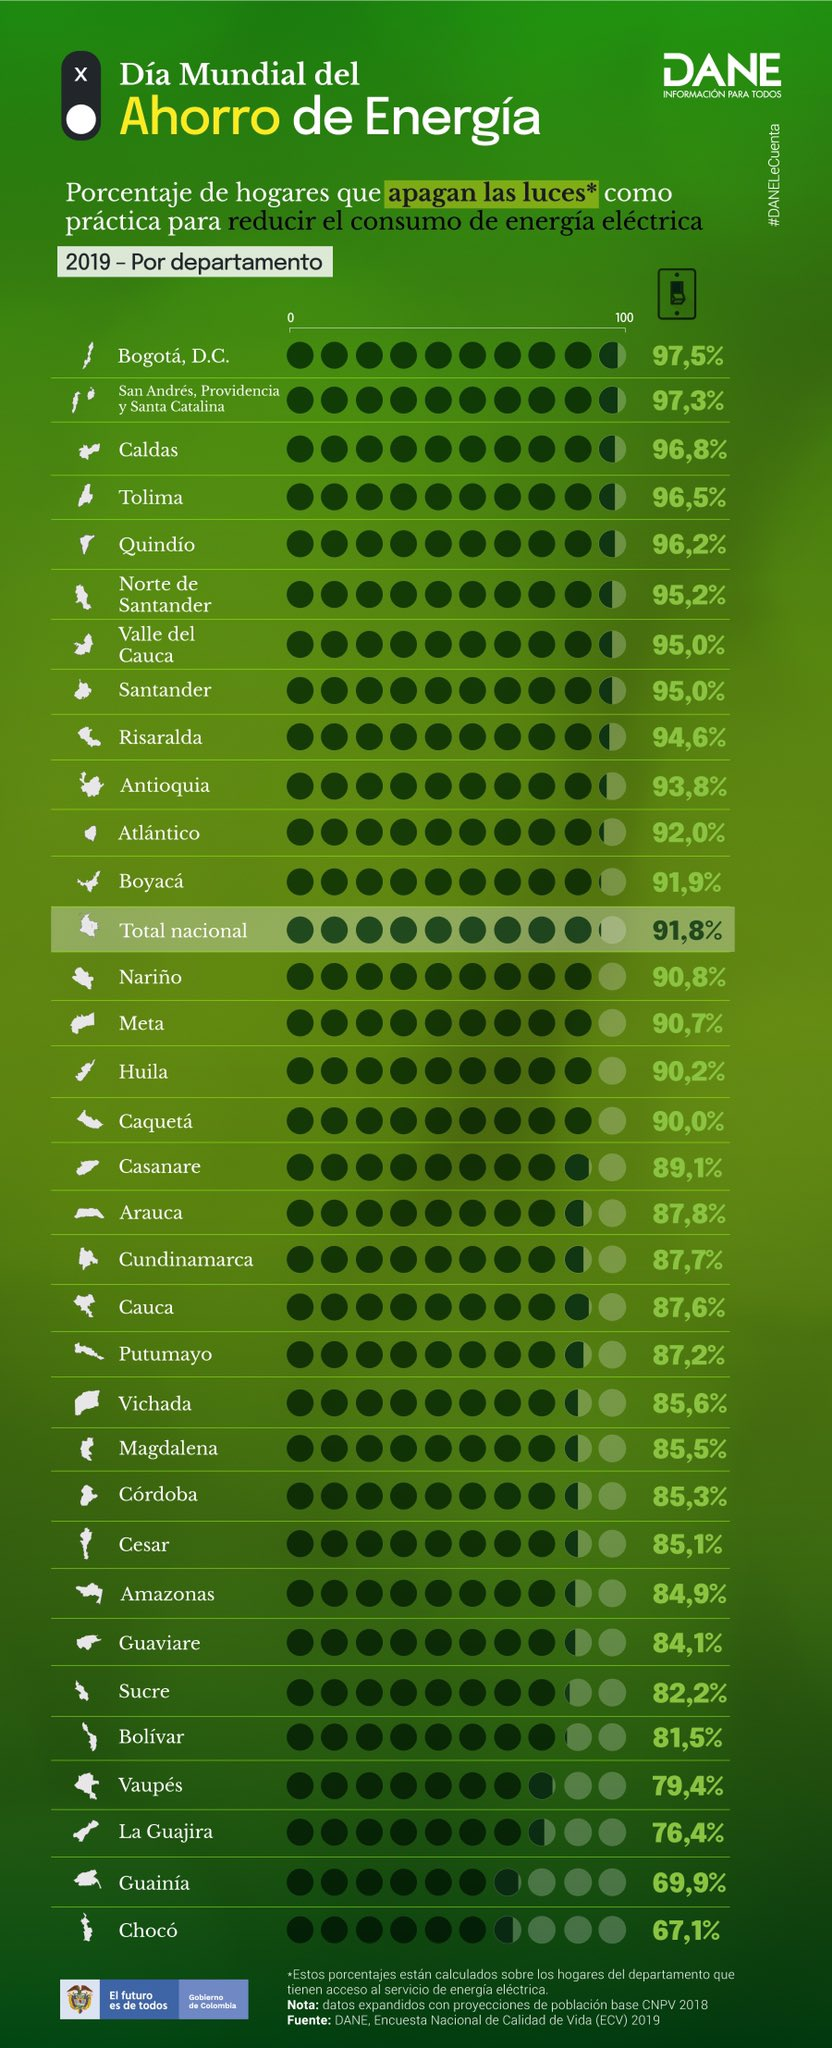 X
Día Mundial del
Ahorro de Energía
DANE
INFORMACIÓN PARA TODOS
#DANELeCuenta
Porcentaje de hogares que apagan las luces* como
práctica para reducir el consumo de energía eléctrica
2019 – Por departamento
0 100
Bogotá, D.C. 97,5%
San Andrés, Providencia
y Santa Catalina 97,3%
Caldas 96,8%
Tolima 96,5%
Quindío 96,2%
Norte de
Santander 95,2%
Valle del
Cauca 95,0%
Santander 95,0%
Risaralda 94,6%
Antioquia 93,8%
Atlántico 92,0%
Boyacá 91,9%
Total nacional 91,8%
Nariño 90,8%
Meta 90,7%
Huila 90,2%
Caquetá 90,0%
Casanare 89,1%
Arauca 87,8%
Cundinamarca 87,7%
Cauca 87,6%
Putumayo 87,2%
Vichada 85,6%
Magdalena 85,5%
Córdoba 85,3%
Cesar 85,1%
Amazonas 84,9%
Guaviare 84,1%
Sucre 82,2%
Bolívar 81,5%
Vaupés 79,4%
La Guajira 76,4%
Guainía 69,9%
Chocó 67,1%
El futuro
es de todos
Gobierno
de Colombia
*Estos porcentajes están calculados sobre los hogares del departamento que
tienen acceso al servicio de energía eléctrica.
Nota: datos expandidos con proyecciones de población base CNPV 2018
Fuente: DANE, Encuesta Nacional de Calidad de Vida (ECV) 2019